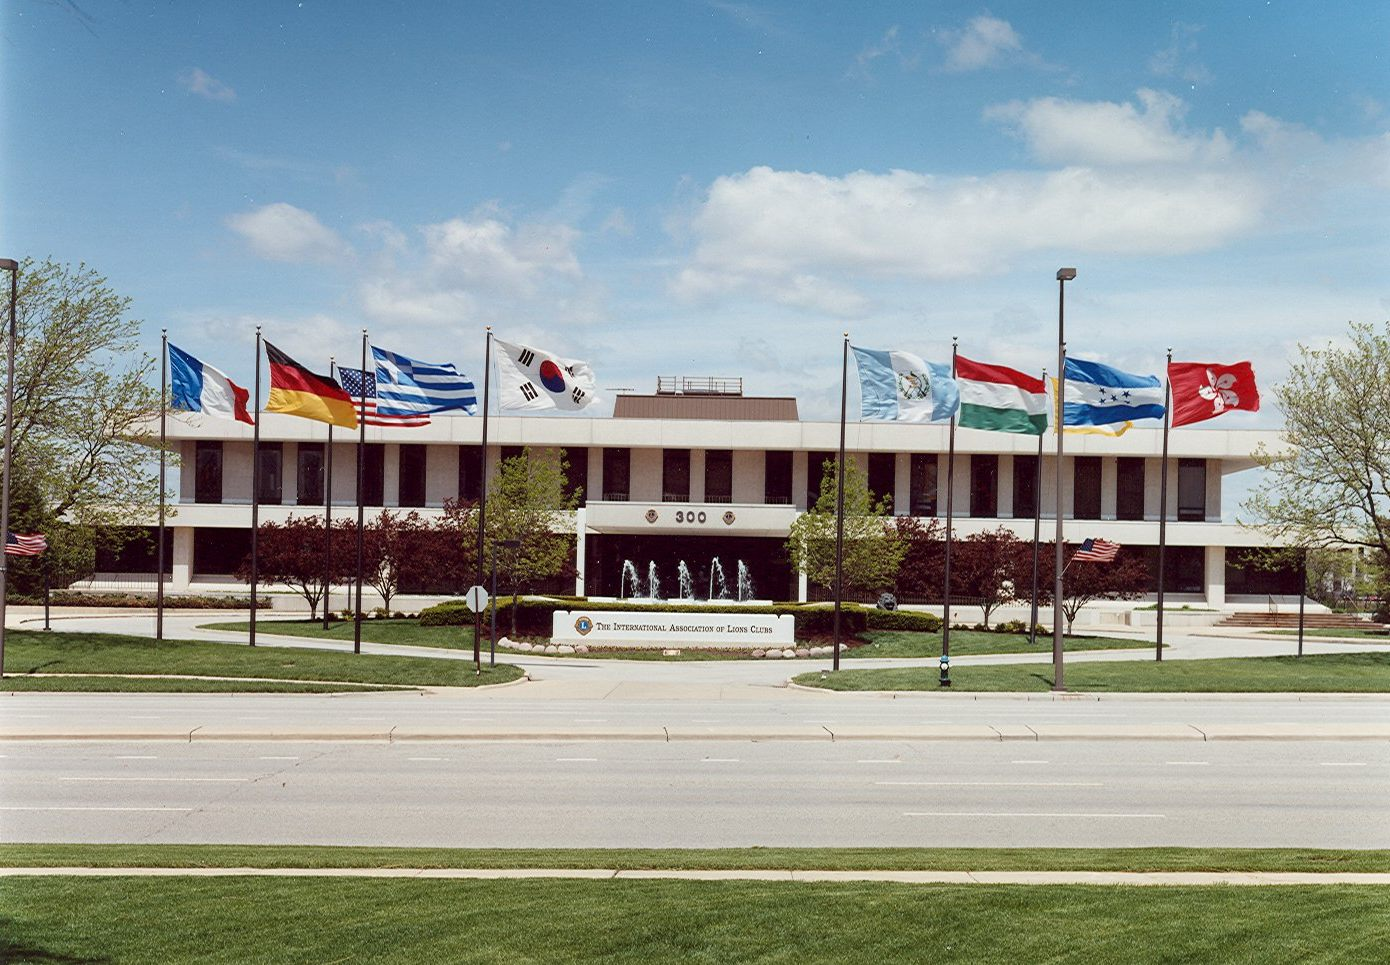 300
L
THE INTERNATIONAL ASSOCIATION OF LIONS CLUBS